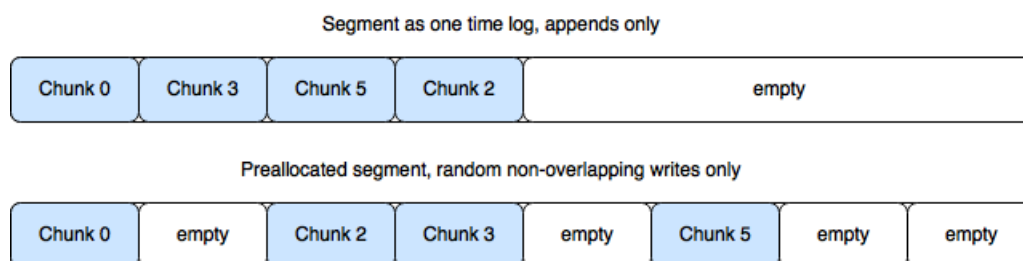 Segment as one time log, appends only
Chunk 0 Chunk 3 Chunk 5 Chunk 2 empty
Preallocated segment, random non-overlapping writes only
Chunk 0 empty Chunk 2 Chunk 3 empty Chunk 5 empty empty